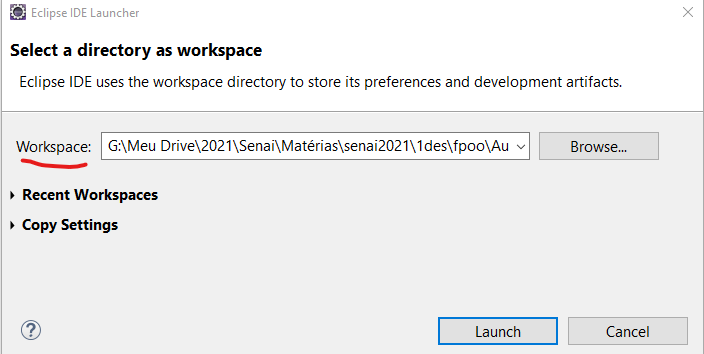 Eclipse IDE Launcher
Select a directory as workspace
Eclipse IDE uses the workspace directory to store its preferences and development artifacts.
Workspace: G:\Meu Drive\2021\Senai\Matérias\senai2021\1des\fpoo\Au Browse...
Recent Workspaces
Copy Settings
? Launch Cancel